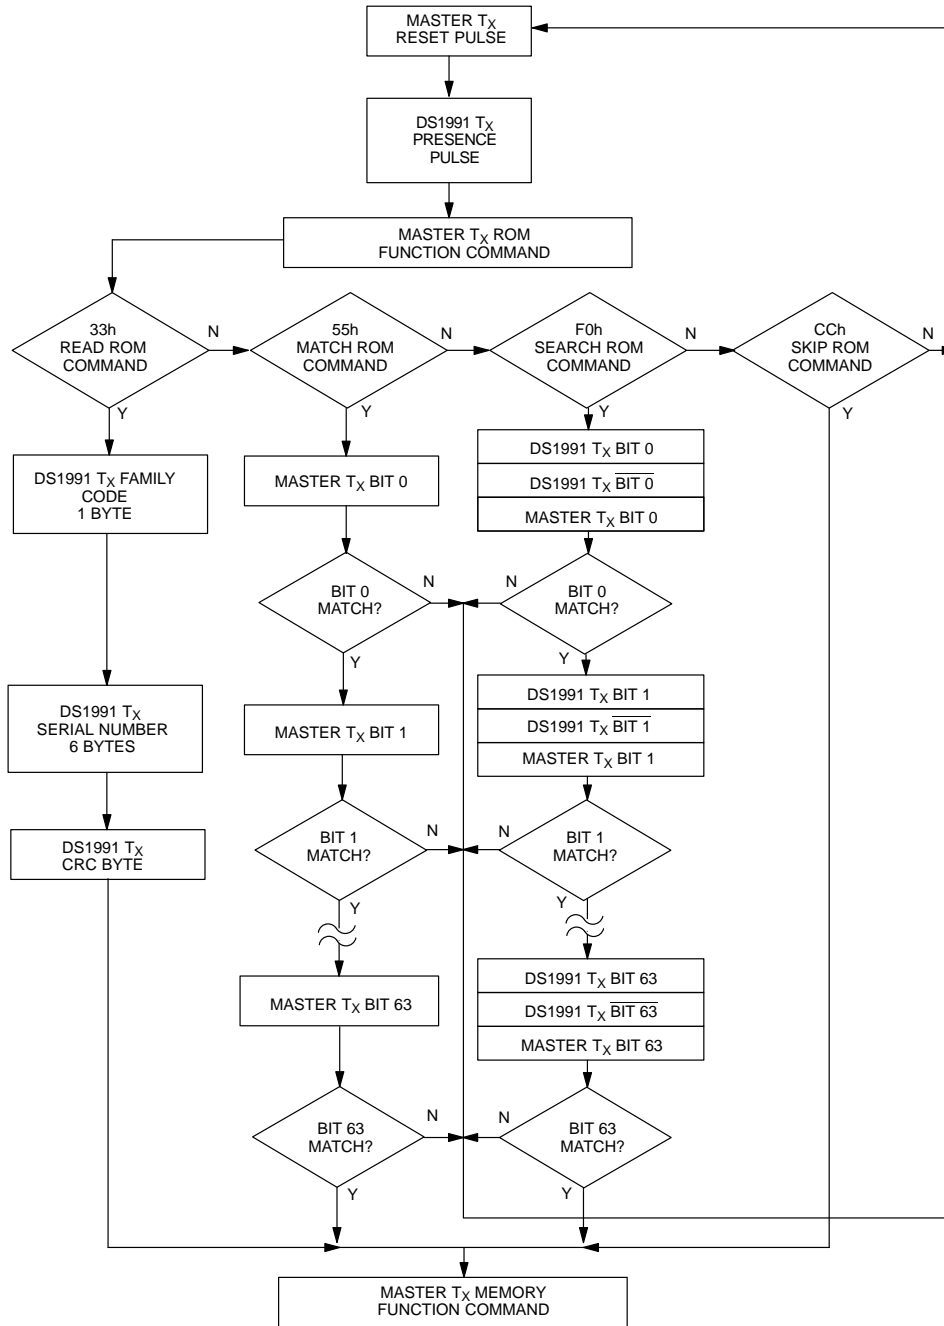 MASTER TX
RESET PULSE
DS1991 TX
PRESENCE
PULSE
MASTER TX ROM
FUNCTION COMMAND
33h
READ ROM
COMMAND
N
Y
55h
MATCH ROM
COMMAND
N
Y
F0h
SEARCH ROM
COMMAND
N
Y
CCh
SKIP ROM
COMMAND
N
Y
DS1991 TX FAMILY
CODE
1 BYTE
DS1991 TX
SERIAL NUMBER
6 BYTES
DS1991 TX
CRC BYTE
MASTER TX BIT 0
BIT 0
MATCH?
N
Y
MASTER TX BIT 1
BIT 1
MATCH?
N
Y
MASTER TX BIT 63
BIT 63
MATCH?
N
Y
DS1991 TX BIT 0
DS1991 TX BIT 0
MASTER TX BIT 0
BIT 0
MATCH?
N
Y
DS1991 TX BIT 1
DS1991 TX BIT 1
MASTER TX BIT 1
BIT 1
MATCH?
N
Y
DS1991 TX BIT 63
DS1991 TX BIT 63
MASTER TX BIT 63
BIT 63
MATCH?
N
Y
MASTER TX MEMORY
FUNCTION COMMAND